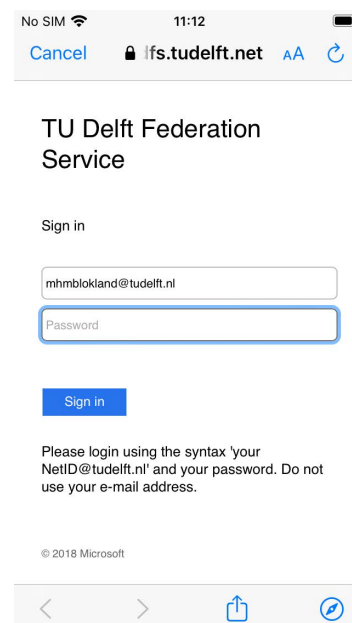 No SIM 11:12
Cancel fs.tudelft.net AA
TU Delft Federation
Service
Sign in
mhmblokland@tudelft.nl
Password
Sign in
Please login using the syntax 'your
NetID@tudelft.nl' and your password. Do not
use your e-mail address.
© 2018 Microsoft